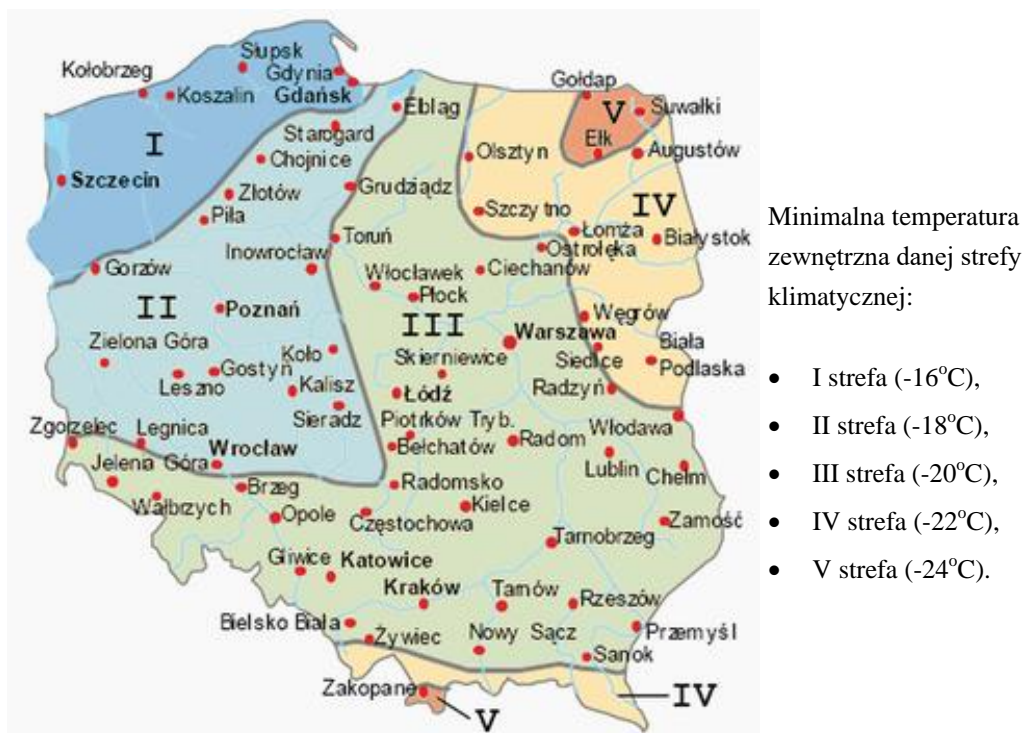 Słupsk
Kołobrzeg
Gdynia
Koszalin
Gdańsk
Elbląg
Gołdap
V
Suwałki
I
Starogard
Ełk
Chojnice
Olsztyn
Augustów
Szczecin
Złotów
Grudziądz
Piła
Szczytno
IV
Łomża
Inowrocław
Toruń
Ostrołęka
Białystok
Gorzów
Włocławek
Ciechanów
II
Płock
Poznań
III
Węgrów
Zielona Góra
Koło
Warszawa
Biała
Podlaska
Skierniewice
Siedlce
Leszno
Gostyń
Kalisz
Łódź
Radzyń
Sieradz
Piotrków Tryb.
Zgorzelec
Legnica
Włodawa
Wrocław
Bełchatów
Radom
Jelenia Góra
Lublin
Chełm
Brzeg
Radomsko
Wałbrzych
Kielce
Opole
Częstochowa
Zamość
Tarnobrzeg
Gliwice
Katowice
Kraków
Tarnów
Rzeszów
Bielsko Biała
Przemyśl
Żywiec
Nowy Sącz
Sanok
Zakopane
IV
V
Minimalna temperatura
zewnętrzna danej strefy
klimatycznej:
• I strefa (-16°C),
• II strefa (-18°C),
• III strefa (-20°C),
• IV strefa (-22°C),
• V strefa (-24°C).